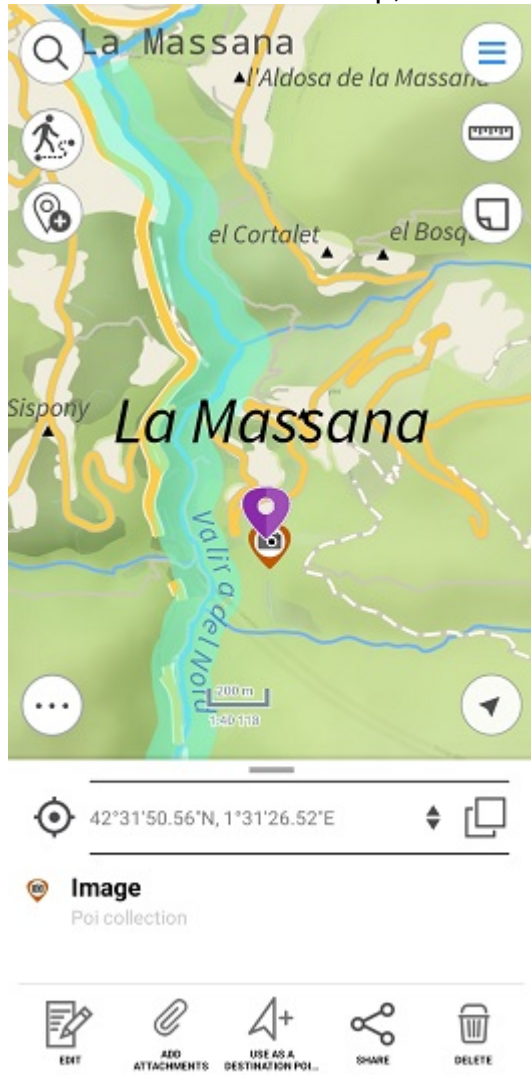 La Massana
l'Aldosa de la Massana
el Cortalet
el Bosq
Sispony
La Massana
Valira del Nord
200 m
1:40 118
42°31'50.56"N, 1°31'26.52"E
Image
Poi collection
EDIT
ADD
ATTACHMENTS
USE AS A
DESTINATION POI...
SHARE
DELETE